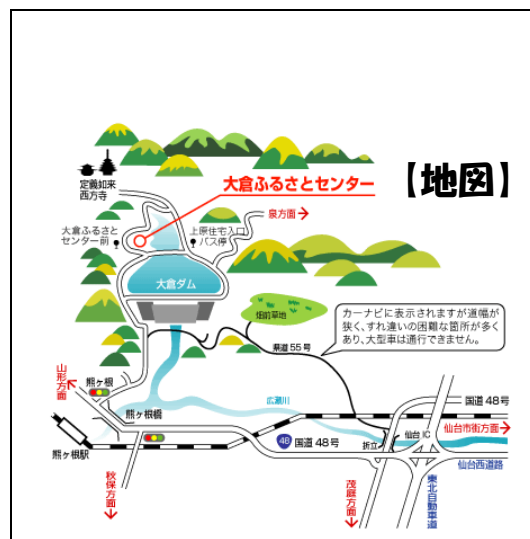 【地図】
定義如来
西方寺
大倉ふるさとセンター
泉方面
大倉ふるさと
センター前
上原住宅入口
バス停
大倉ダム
畑前草地
カーナビに表示されますが道幅が
狭く、すれ違いの困難な箇所が多く
あり、大型車は通行できません。
県道55号
山形方面
熊ヶ根
広瀬川
国道48号
熊ヶ根橋
仙台市街方面
48
国道48号
折立
仙台IC
熊ヶ根駅
仙台西道路
秋保方面
茂庭方面
東北自動車道